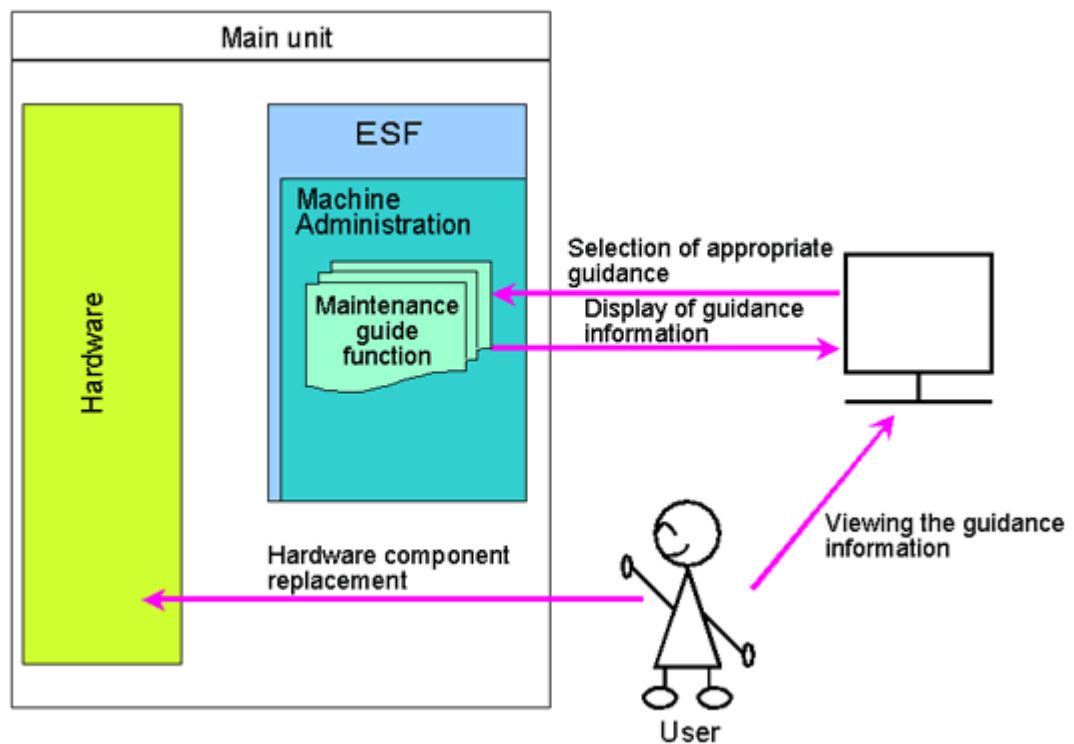 Main unit
ESF
Machine
Administration
Maintenance
guide
function
Hardware
Selection of appropriate
guidance
Display of guidance
information
Viewing the guidance
information
Hardware component
replacement
User